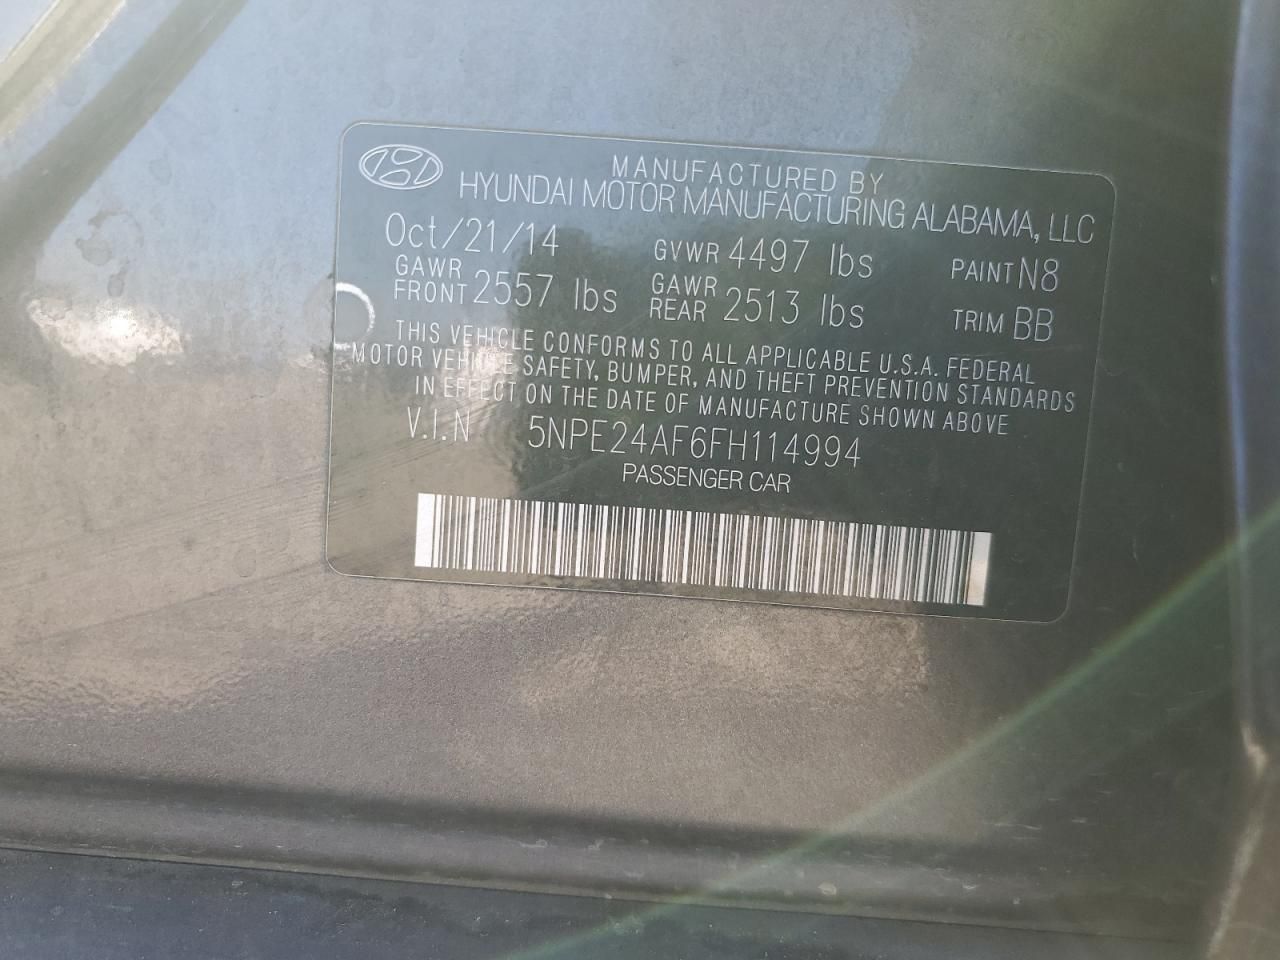 MANUFACTURED BY
HYUNDAI MOTOR MANUFACTURING ALABAMA, LLC
Oct/21/14 GVWR 4497 lbs PAINT N8
GAWR FRONT 2557 lbs GAWR REAR 2513 lbs TRIM BB
THIS VEHICLE CONFORMS TO ALL APPLICABLE U.S.A. FEDERAL
MOTOR VEHICLE SAFETY, BUMPER, AND THEFT PREVENTION STANDARDS
IN EFFECT ON THE DATE OF MANUFACTURE SHOWN ABOVE
V.I.N 5NPE24AF6FH114994
PASSENGER CAR